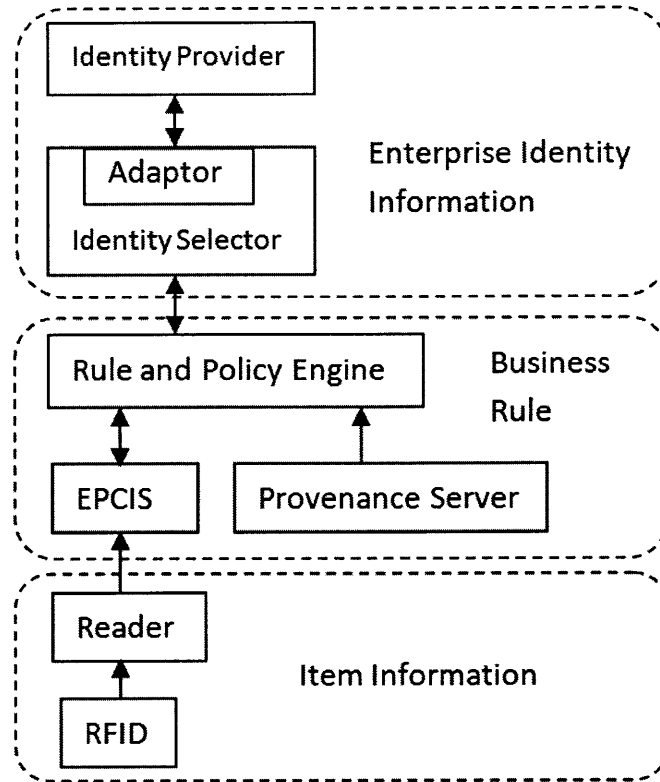 Identity Provider
Adaptor
Identity Selector
Enterprise Identity
Information
Rule and Policy Engine
Business
Rule
EPCIS
Provenance Server
Reader
Item Information
RFID